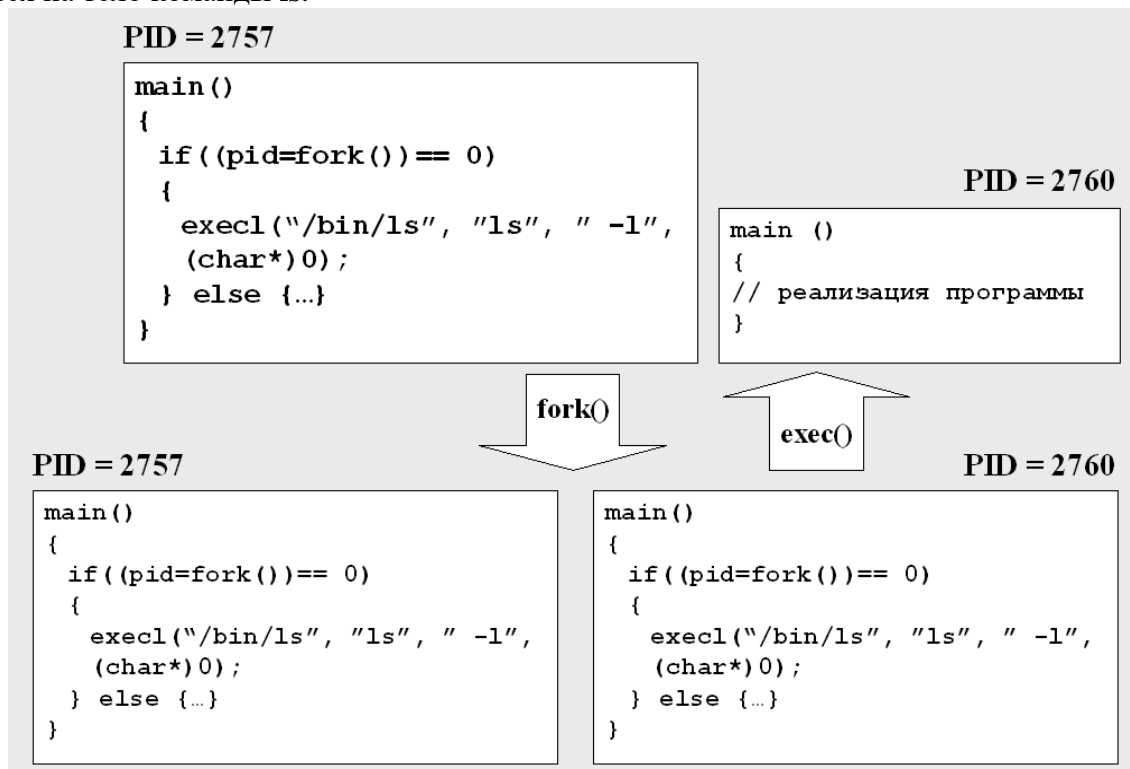 PID = 2757
main()
{
if((pid=fork())== 0)
{
execl(“/bin/ls”, ”ls”, ” -l”,
(char*)0);
} else {…}
}
PID = 2760
main ()
{
// реализация программы
}
fork()
exec()
PID = 2757
main()
{
if((pid=fork())== 0)
{
execl(“/bin/ls”, ”ls”, ” -l”,
(char*)0);
} else {…}
}
PID = 2760
main()
{
if((pid=fork())== 0)
{
execl(“/bin/ls”, ”ls”, ” -l”,
(char*)0);
} else {…}
}